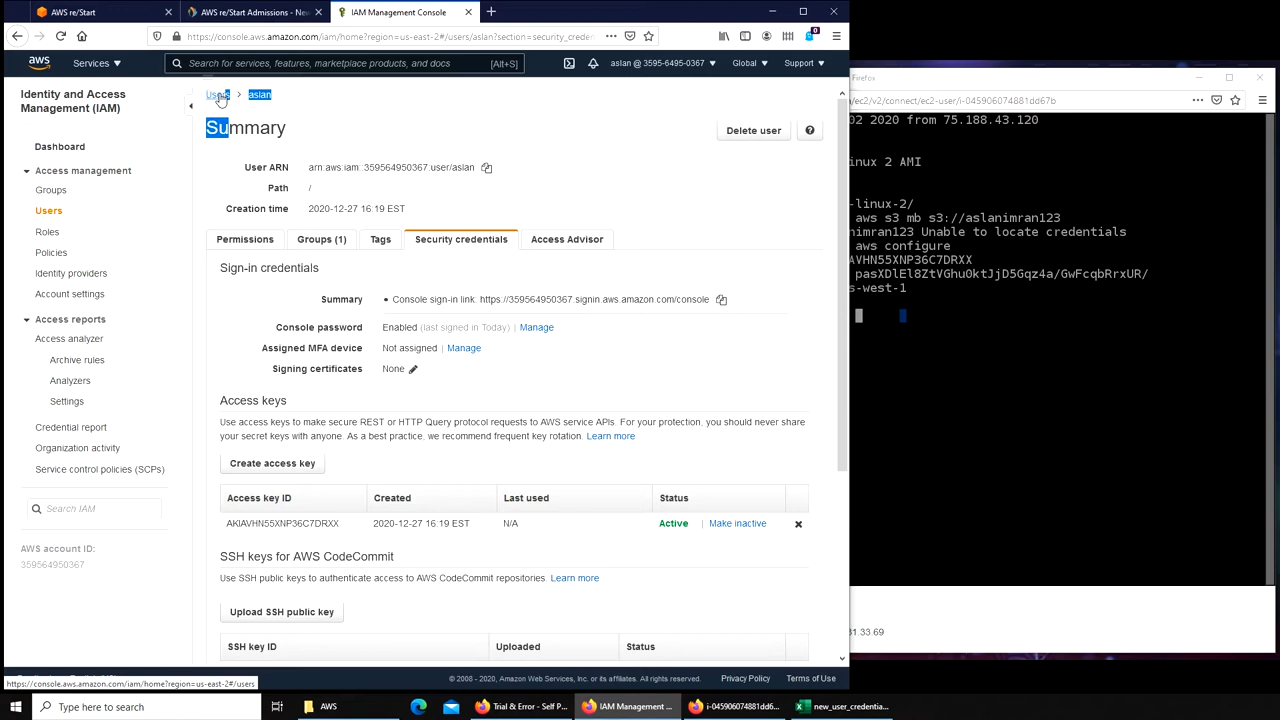 AWS re/Start
AWS re/Start Admissions - Ne
IAM Management Console
https://console.aws.amazon.com/iam/home?region=us-east-2#/users/aslan?section=security_crede
aws
Services
Search for services, features, marketplace products, and docs
[Alt+S]
aslan @ 3595-6495-0367
Global
Support
Identity and Access
Management (IAM)
Dashboard
Access management
Groups
Users
Roles
Policies
Identity providers
Account settings
Access reports
Access analyzer
Archive rules
Analyzers
Settings
Credential report
Organization activity
Service control policies (SCPs)
Search IAM
AWS account ID:
359564950367
Users > aslan
Summary
Delete user
User ARN arn:aws:iam::359564950367:user/aslan
Path /
Creation time 2020-12-27 16:19 EST
Permissions Groups (1) Tags Security credentials Access Advisor
Sign-in credentials
Summary • Console sign-in link: https://359564950367.signin.aws.amazon.com/console
Console password Enabled (last signed in Today) | Manage
Assigned MFA device Not assigned | Manage
Signing certificates None
Access keys
Use access keys to make secure REST or HTTP Query protocol requests to AWS service APIs. For your protection, you should never share
your secret keys with anyone. As a best practice, we recommend frequent key rotation. Learn more
Create access key
Access key ID Created Last used Status
AKIAVHN55XNP36C7DRXX 2020-12-27 16:19 EST N/A Active | Make inactive
SSH keys for AWS CodeCommit
Use SSH public keys to authenticate access to AWS CodeCommit repositories. Learn more
Upload SSH public key
SSH key ID Uploaded Status
© 2008 - 2020, Amazon Web Services, Inc. or its affiliates. All rights reserved. Privacy Policy Terms of Use
https://console.aws.amazon.com/iam/home?region=us-east-2#/users
Firefox
/ec2/v2/connect/ec2-user/i-045906074881dd67b
02 2020 from 75.188.43.120
inux 2 AMI
-linux-2/
aws s3 mb s3://aslanimran123
nimran123 Unable to locate credentials
aws configure
AVHN55XNP36C7DRXX
pasXDlEl8ZtVGhu0ktJjD5Gqz4a/GwFcqbRrxUR/
s-west-1
31.33.69
Type here to search
AWS
Trial & Error - Self P...
IAM Management ...
i-045906074881dd6...
new_user_credentia...